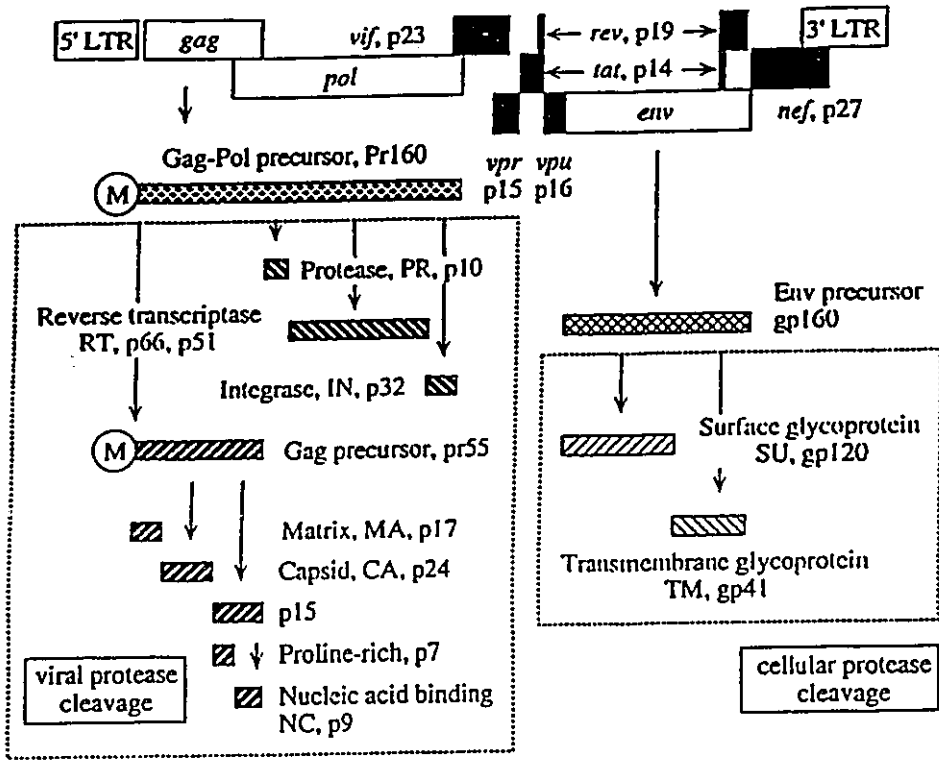 5' LTR
gag
vif, p23
rev, p19
3' LTR
pol
tat, p14
env
nef, p27
Gag-Pol precursor, Pr160
vpr
p15
vpu
p16
M
Protease, PR, p10
Reverse transcriptase
RT, p66, p51
Integrase, IN, p32
Env precursor
gp160
M
Gag precursor, pr55
Surface glycoprotein
SU, gp120
Matrix, MA, p17
Capsid, CA, p24
p15
Proline-rich, p7
Nucleic acid binding
NC, p9
Transmembrane glycoprotein
TM, gp41
viral protease
cleavage
cellular protease
cleavage